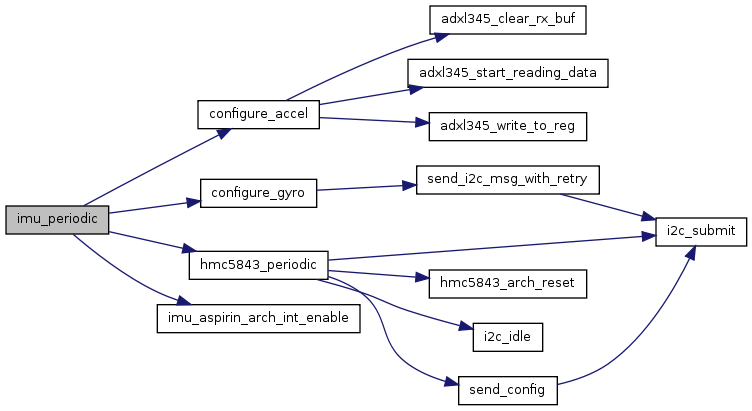 imu_periodic
configure_accel
configure_gyro
hmc5843_periodic
imu_aspirin_arch_int_enable
adxl345_clear_rx_buf
adxl345_start_reading_data
adxl345_write_to_reg
send_i2c_msg_with_retry
hmc5843_arch_reset
i2c_idle
send_config
i2c_submit